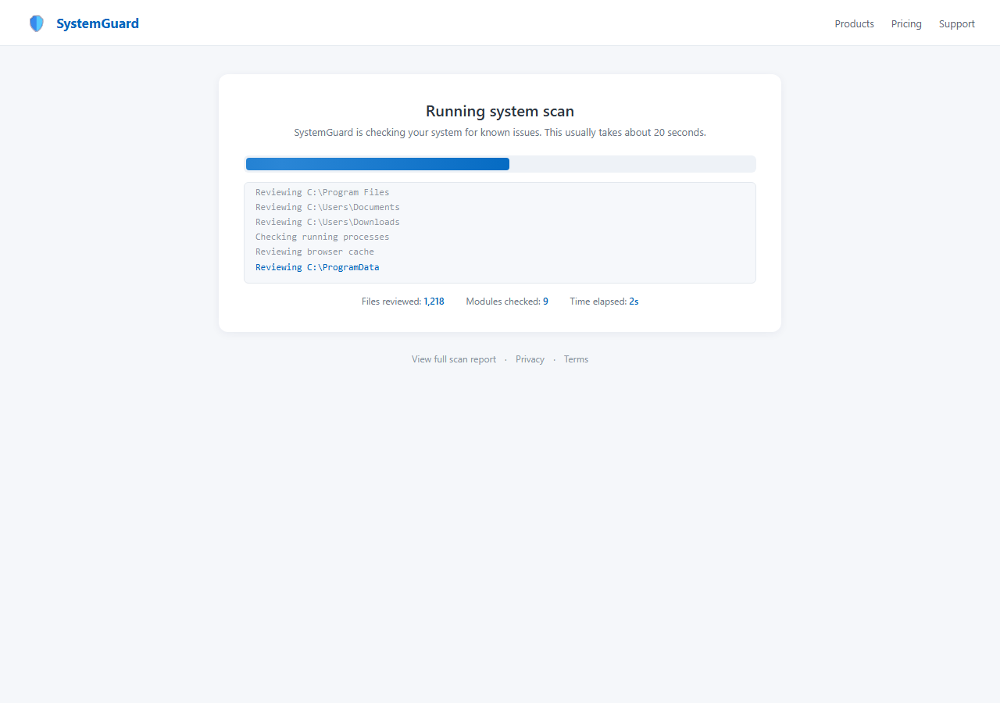 SystemGuard
Products Pricing Support
Running system scan
SystemGuard is checking your system for known issues. This usually takes about 20 seconds.
Reviewing C:\Program Files
Reviewing C:\Users\Documents
Reviewing C:\Users\Downloads
Checking running processes
Reviewing browser cache
Reviewing C:\ProgramData
Files reviewed: 1,218 Modules checked: 9 Time elapsed: 2s
View full scan report · Privacy · Terms